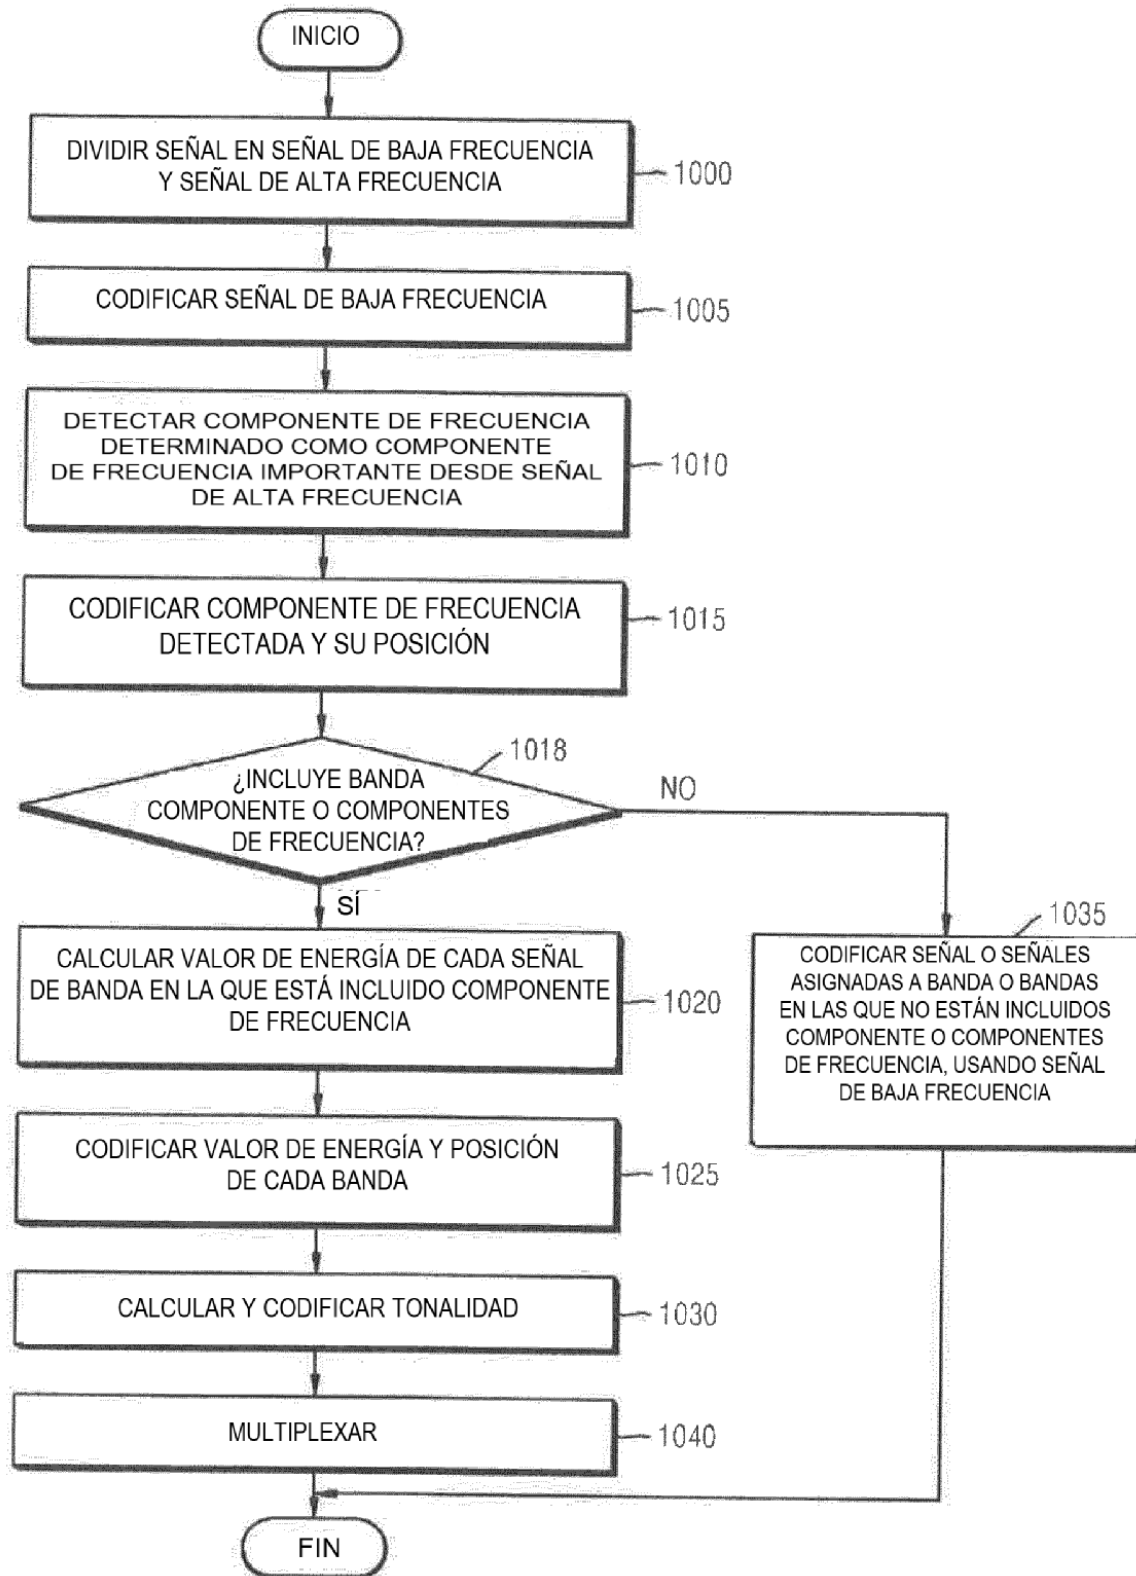 INICIO
DIVIDIR SEÑAL EN SEÑAL DE BAJA FRECUENCIA
Y SEÑAL DE ALTA FRECUENCIA
1000
CODIFICAR SEÑAL DE BAJA FRECUENCIA
1005
DETECTAR COMPONENTE DE FRECUENCIA
DETERMINADO COMO COMPONENTE
DE FRECUENCIA IMPORTANTE DESDE SEÑAL
DE ALTA FRECUENCIA
1010
CODIFICAR COMPONENTE DE FRECUENCIA
DETECTADA Y SU POSICIÓN
1015
1018
¿INCLUYE BANDA
COMPONENTE O COMPONENTES
DE FRECUENCIA?
NO
SÍ
CALCULAR VALOR DE ENERGÍA DE CADA SEÑAL
DE BANDA EN LA QUE ESTÁ INCLUIDO COMPONENTE
DE FRECUENCIA
1020
1035
CODIFICAR SEÑAL O SEÑALES
ASIGNADAS A BANDA O BANDAS
EN LAS QUE NO ESTÁN INCLUIDOS
COMPONENTE O COMPONENTES
DE FRECUENCIA, USANDO SEÑAL
DE BAJA FRECUENCIA
CODIFICAR VALOR DE ENERGÍA Y POSICIÓN
DE CADA BANDA
1025
CALCULAR Y CODIFICAR TONALIDAD
1030
MULTIPLEXAR
1040
FIN